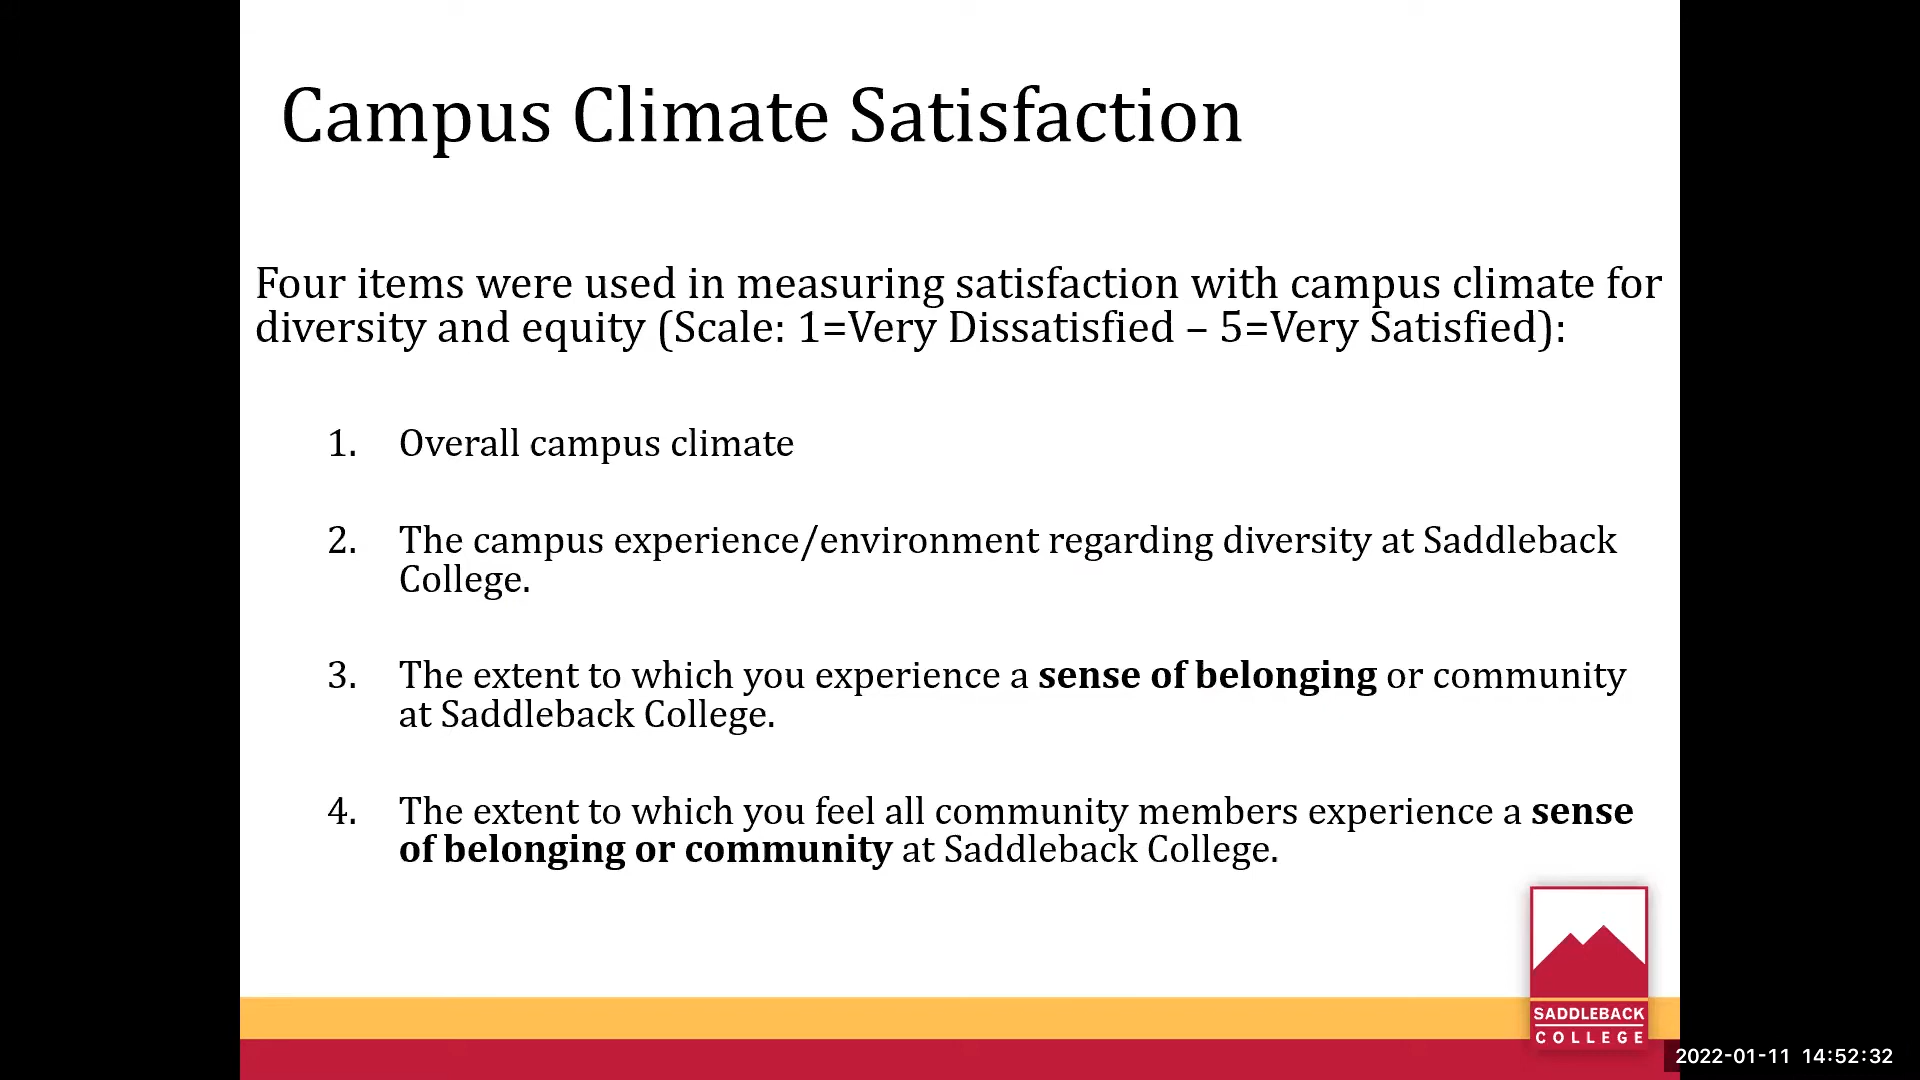 Campus Climate Satisfaction
Four items were used in measuring satisfaction with campus climate for
diversity and equity (Scale: 1=Very Dissatisfied – 5=Very Satisfied):
1. Overall campus climate
2. The campus experience/environment regarding diversity at Saddleback
College.
3. The extent to which you experience a sense of belonging or community
at Saddleback College.
4. The extent to which you feel all community members experience a sense
of belonging or community at Saddleback College.
SADDLEBACK
COLLEGE
2022-01-11 14:52:32